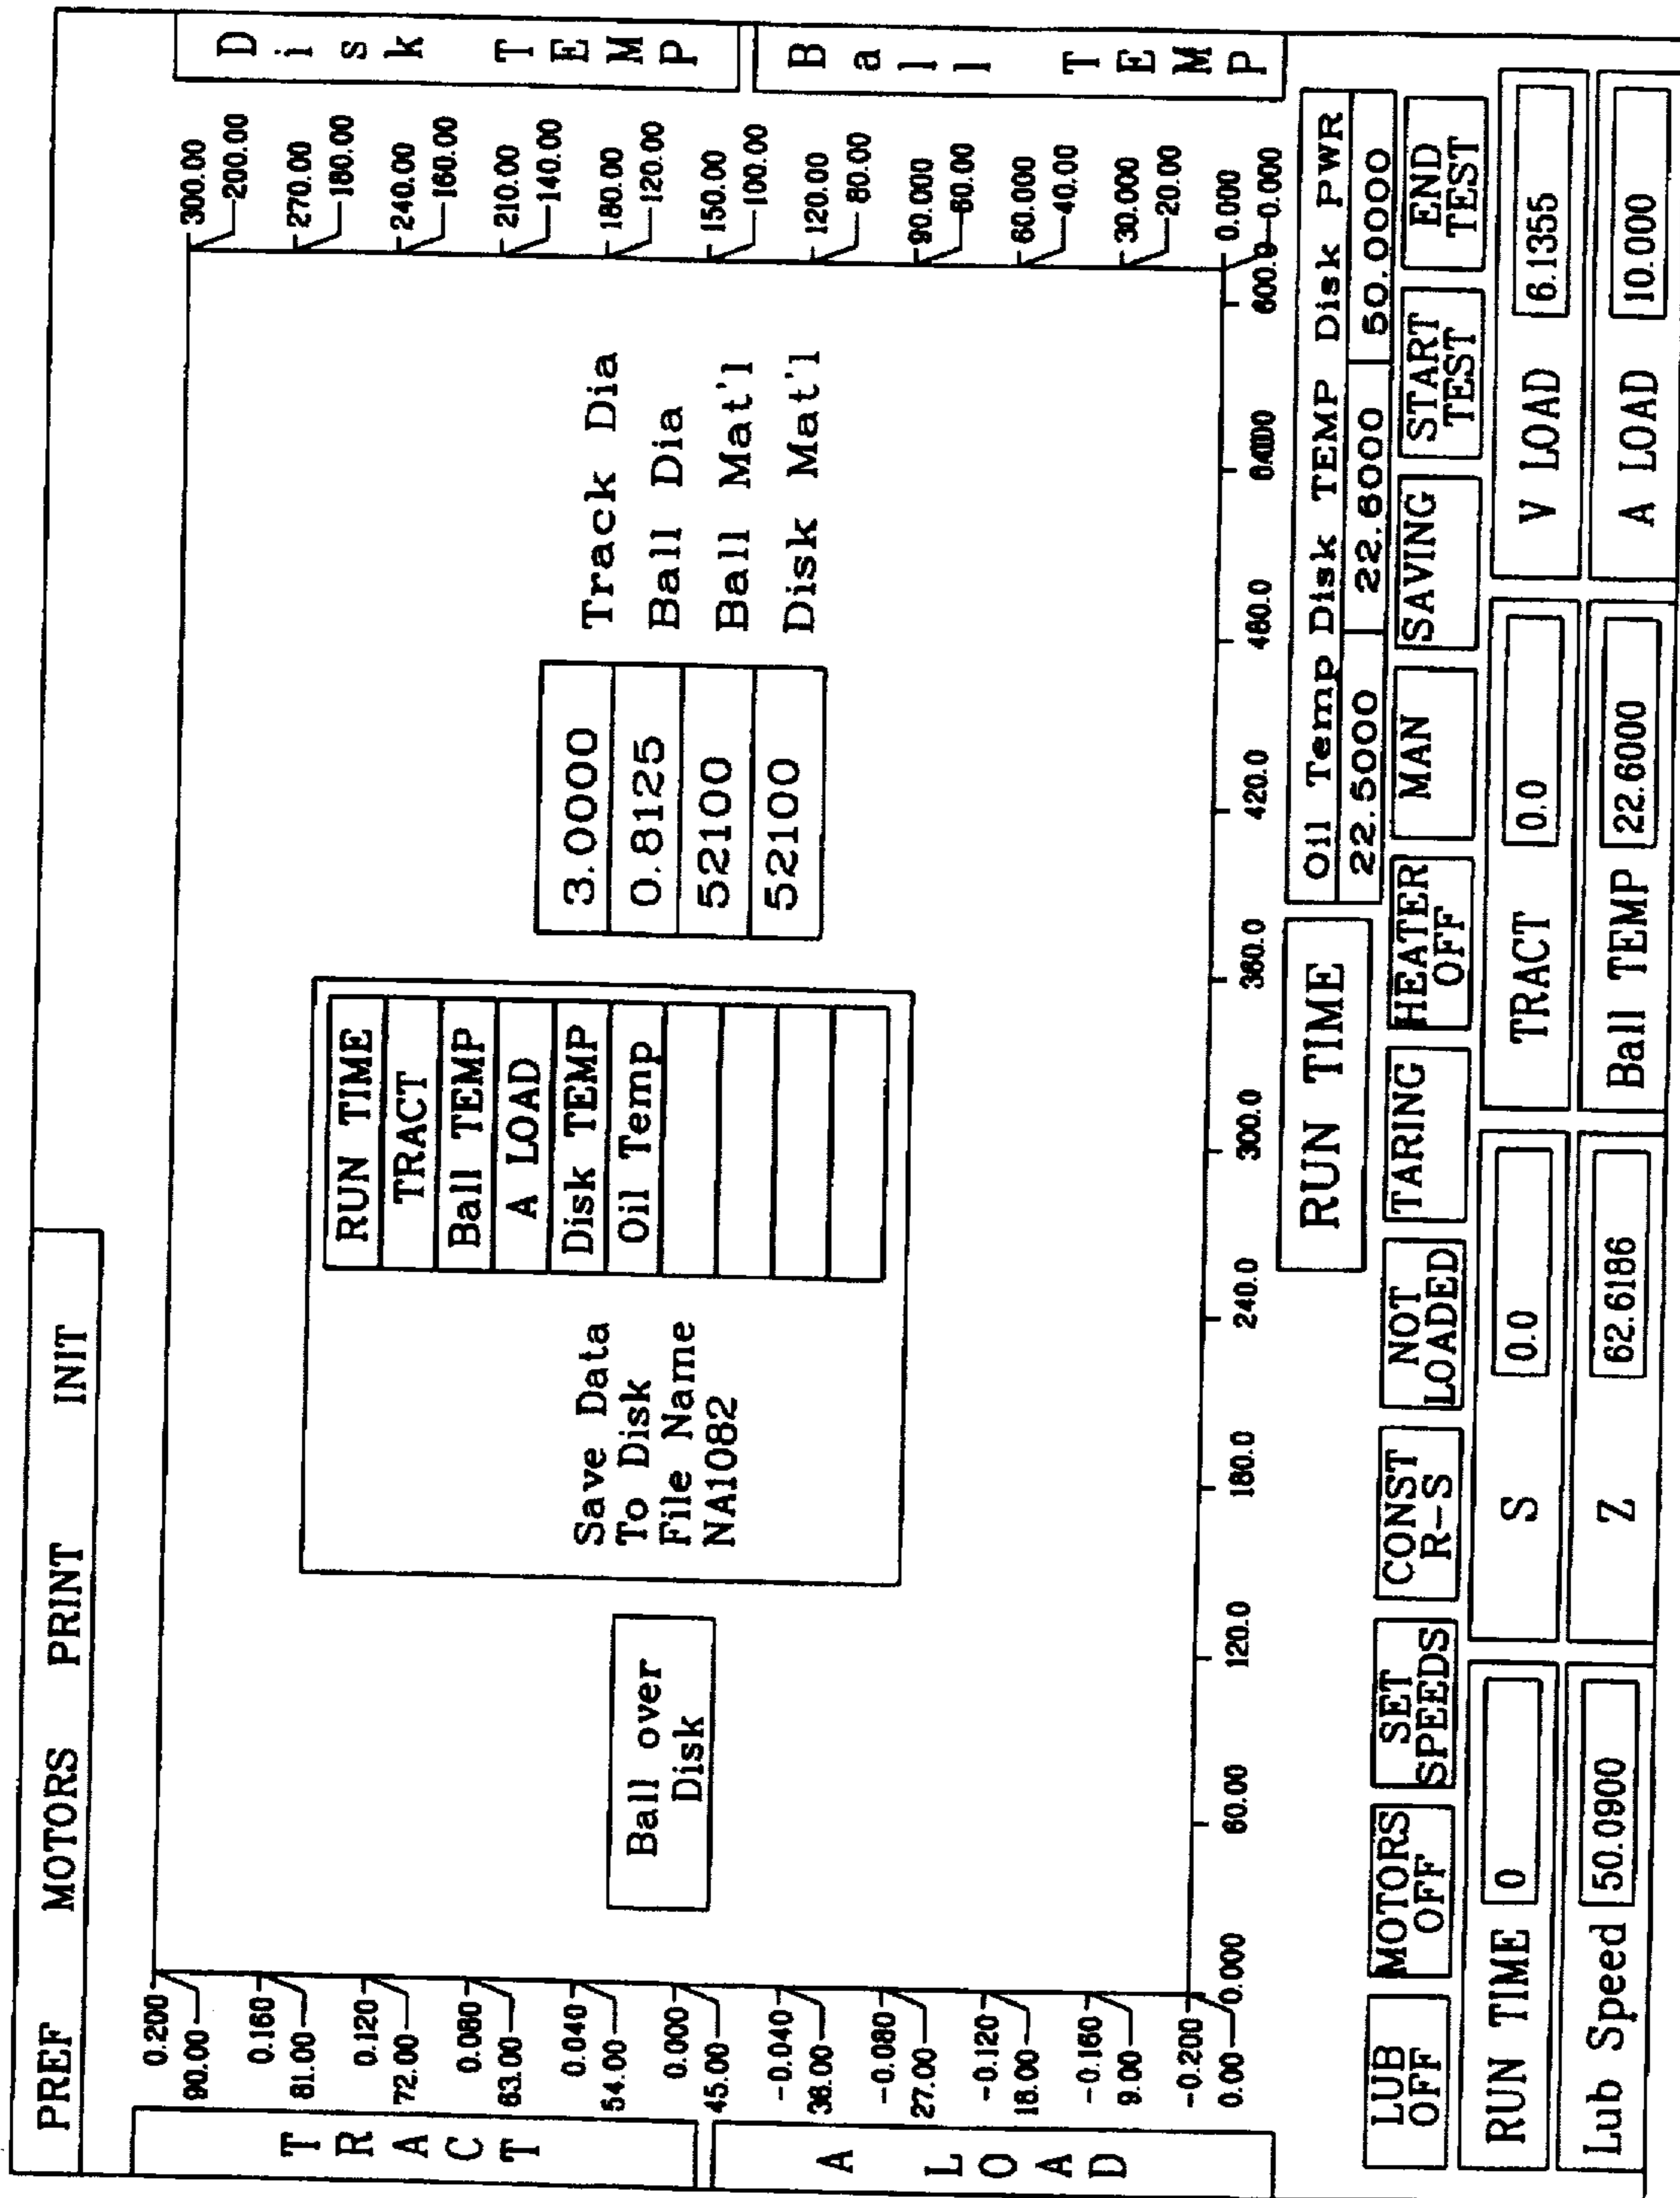 PREF MOTORS PRINT INIT
TRACT
A LOAD
Disk TEMP
Ball TEMP
0.200
90.00
0.160
81.00
0.120
72.00
0.080
63.00
0.040
54.00
0.000
45.00
-0.040
36.00
-0.080
27.00
-0.120
18.00
-0.160
9.00
-0.200
0.00
300.00
200.00
270.00
180.00
240.00
160.00
210.00
140.00
180.00
120.00
150.00
100.00
120.00
80.00
90.000
60.00
60.000
40.00
30.000
20.00
0.000
0.000
Ball over
Disk
Save Data
To Disk
File Name
NA1082
RUN TIME
TRACT
Ball TEMP
A LOAD
Disk TEMP
Oil Temp
3.0000 Track Dia
0.8125 Ball Dia
52100 Ball Mat'l
52100 Disk Mat'l
0.000 60.00 120.0 180.0 240.0 300.0 360.0 420.0 480.0 600.0
RUN TIME
Oil Temp Disk TEMP Disk PWR
22.5000 22.6000 50.0000
LUB OFF
MOTORS OFF
SET SPEEDS
CONST R-S
NOT LOADED
TARING
HEATER OFF
MAN
SAVING
START TEST
END TEST
RUN TIME 0 S 0.0 TRACT 0.0 V LOAD 6.1355
Lub Speed 50.0900 Z 62.6186 Ball TEMP 22.6000 A LOAD 10.000